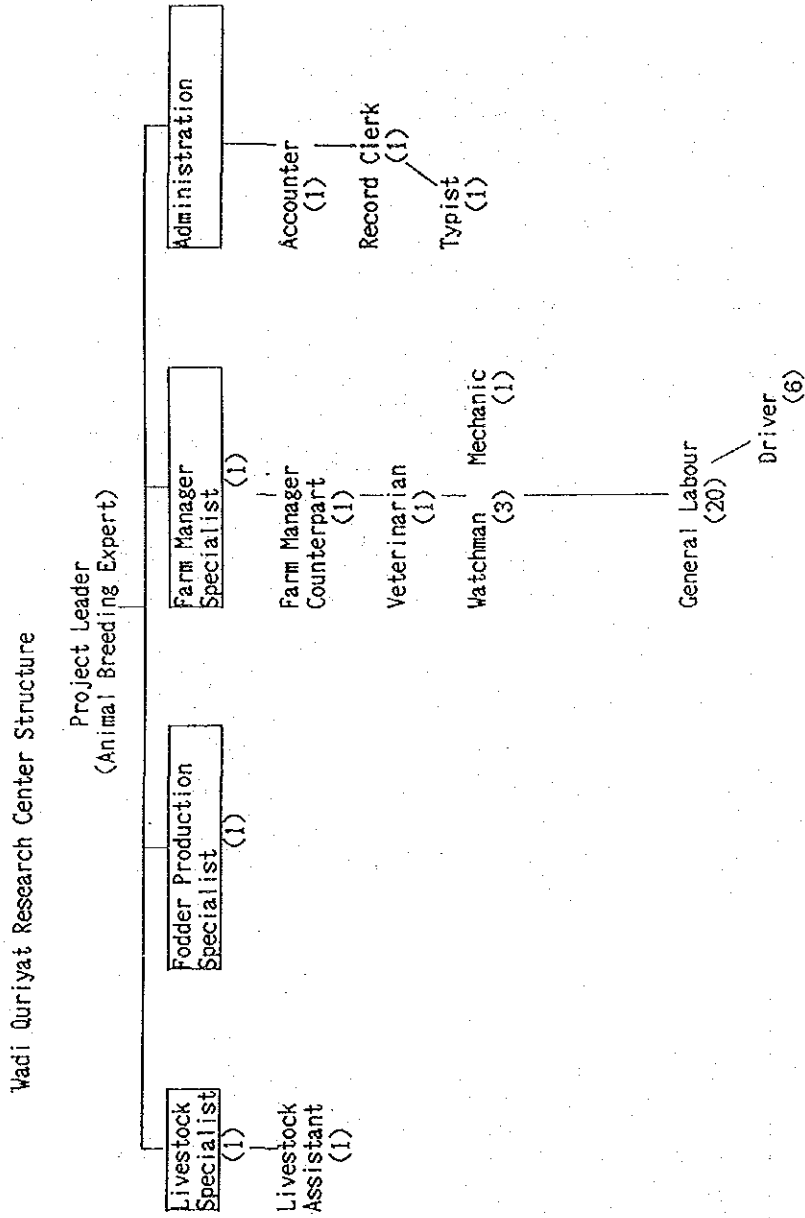 Wadi Quriyat Research Center Structure
Project Leader
(Animal Breeding Expert)
Livestock
Specialist
(1)
Livestock
Assistant
(1)
Fodder Production
Specialist
(1)
Farm Manager
Specialist
(1)
Farm Manager
Counterpart
(1)
Veterinarian
(1)
Watchman
(3)
Mechanic
(1)
General Labour
(20)
Driver
(6)
Administration
Accounter
(1)
Record Clerk
(1)
Typist
(1)